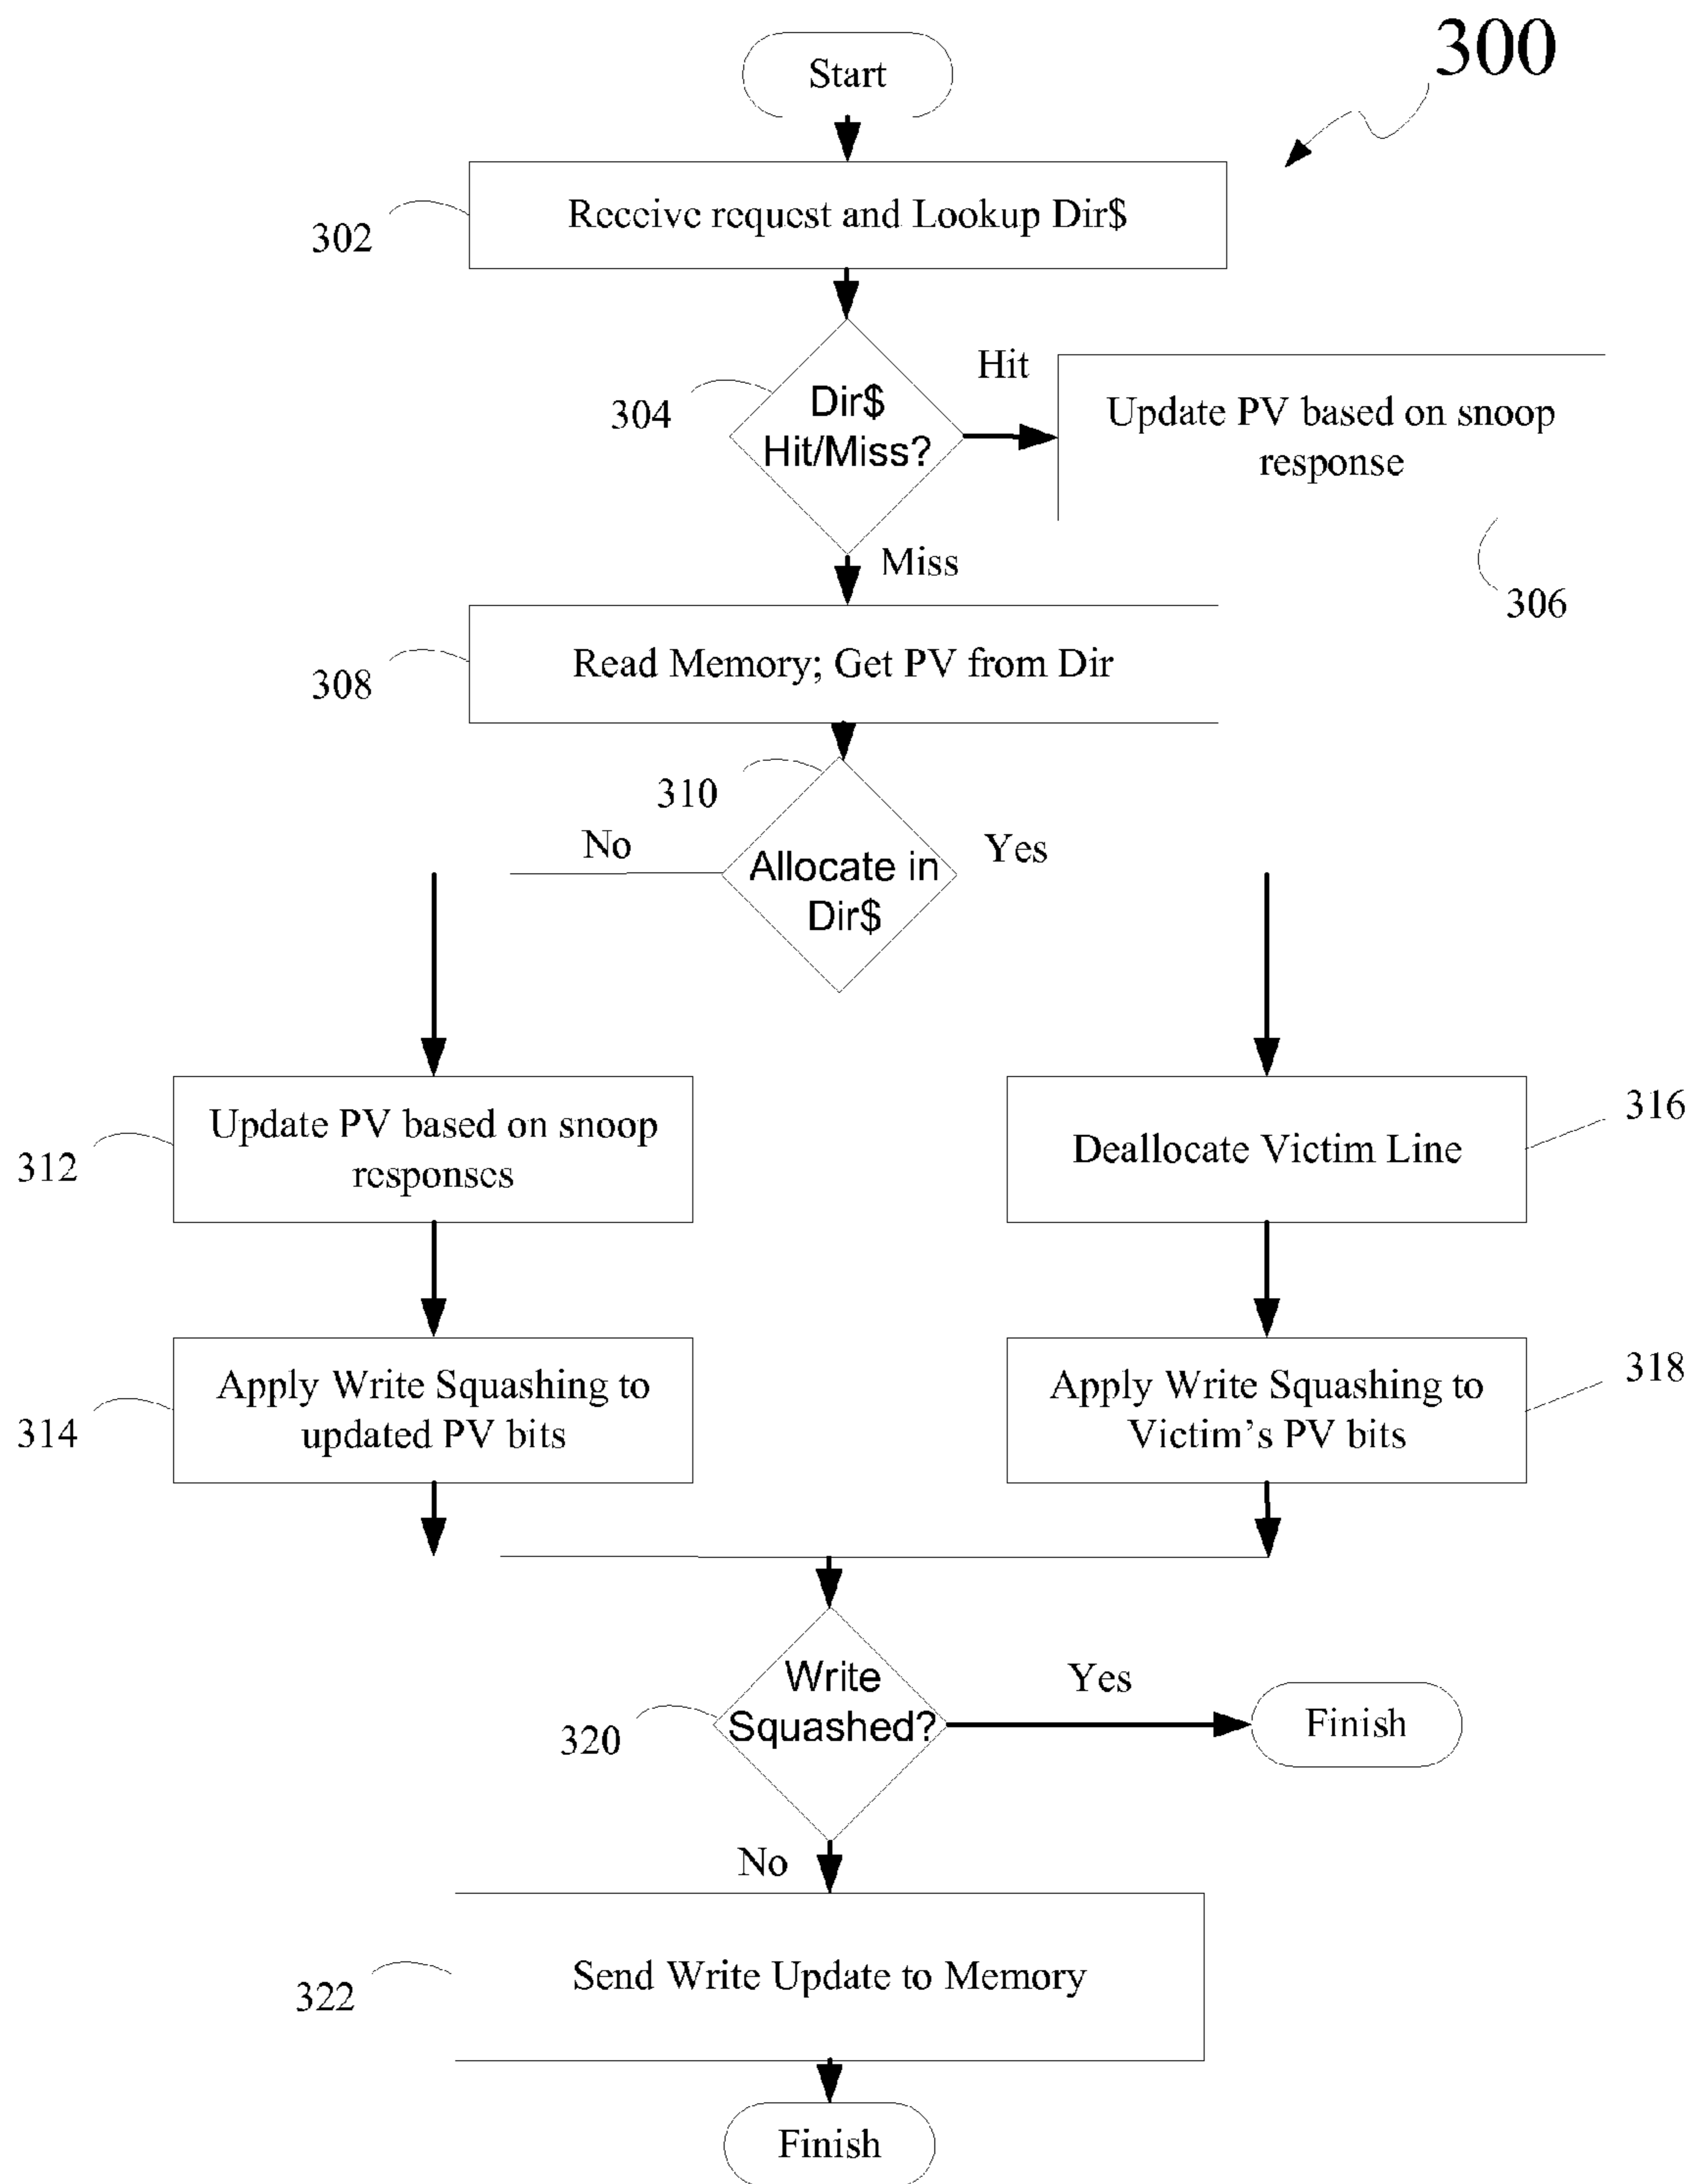 300
Start
Receive request and Lookup Dir$
302
Hit
304
Dir$
Hit/Miss?
Update PV based on snoop
response
Miss
306
Read Memory; Get PV from Dir
308
310
No
Yes
Allocate in
Dir$
Update PV based on snoop
responses
312
Deallocate Victim Line
316
Apply Write Squashing to
updated PV bits
314
Apply Write Squashing to
Victim's PV bits
318
Write
Squashed?
320
Yes
Finish
No
Send Write Update to Memory
322
Finish